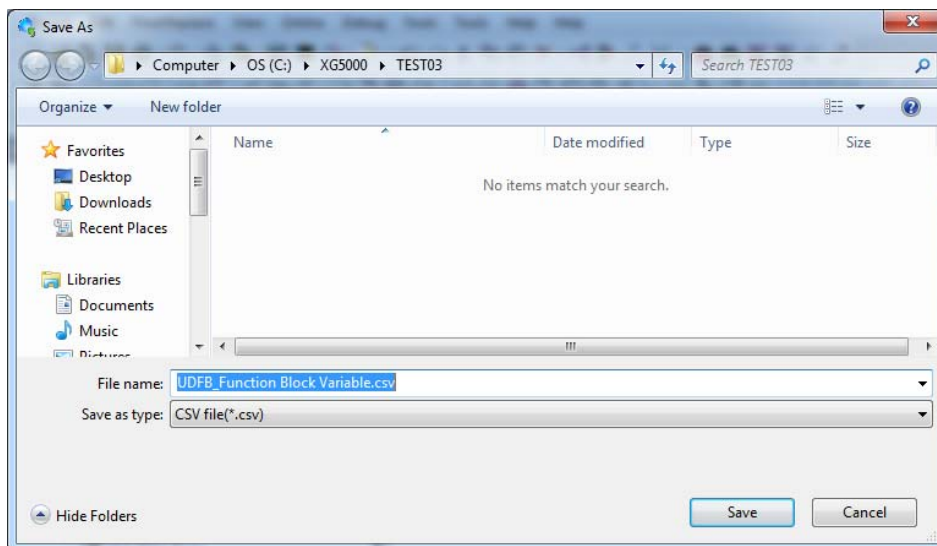 Save As
Computer ▸ OS (C:) ▸ XG5000 ▸ TEST03
Search TEST03
Organize
New folder
Name
Date modified
Type
Size
No items match your search.
Favorites
Desktop
Downloads
Recent Places
Libraries
Documents
Music
Pictures
File name: UDFB_Function Block Variable.csv
Save as type: CSV file(*.csv)
Hide Folders
Save
Cancel